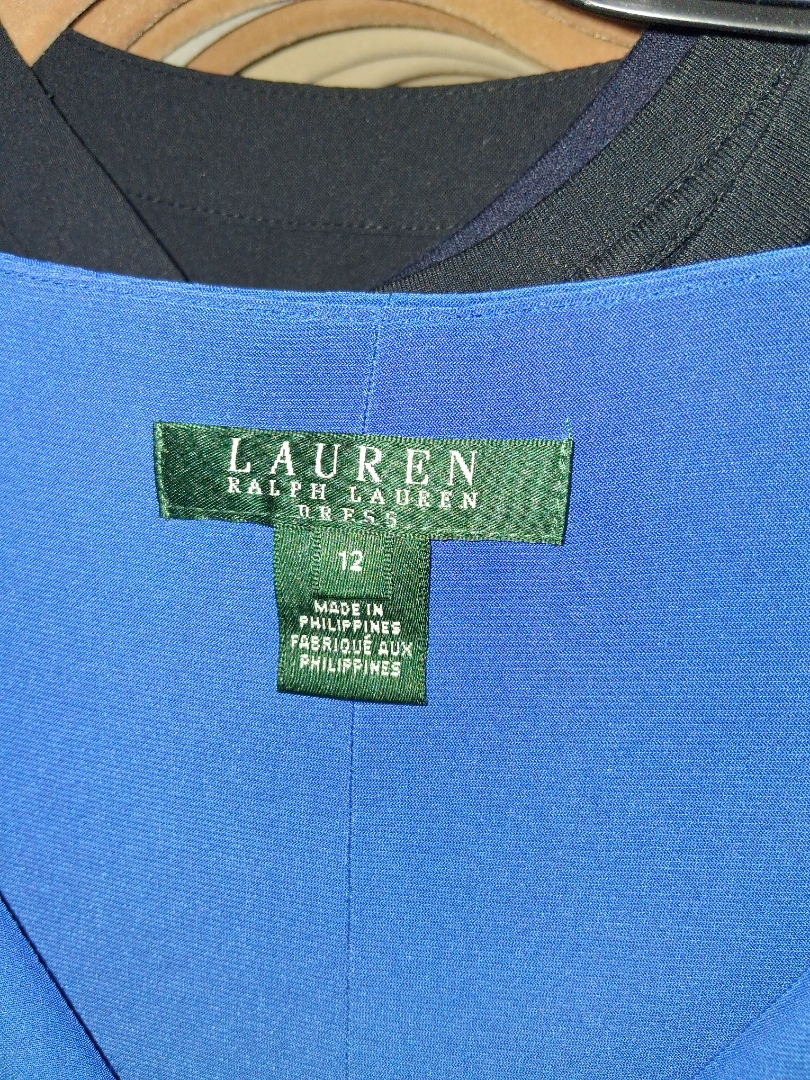 LAUREN
RALPH LAUREN
DRESS
12
MADE IN
PHILIPPINES
FABRIQUÉ AUX
PHILIPPINES